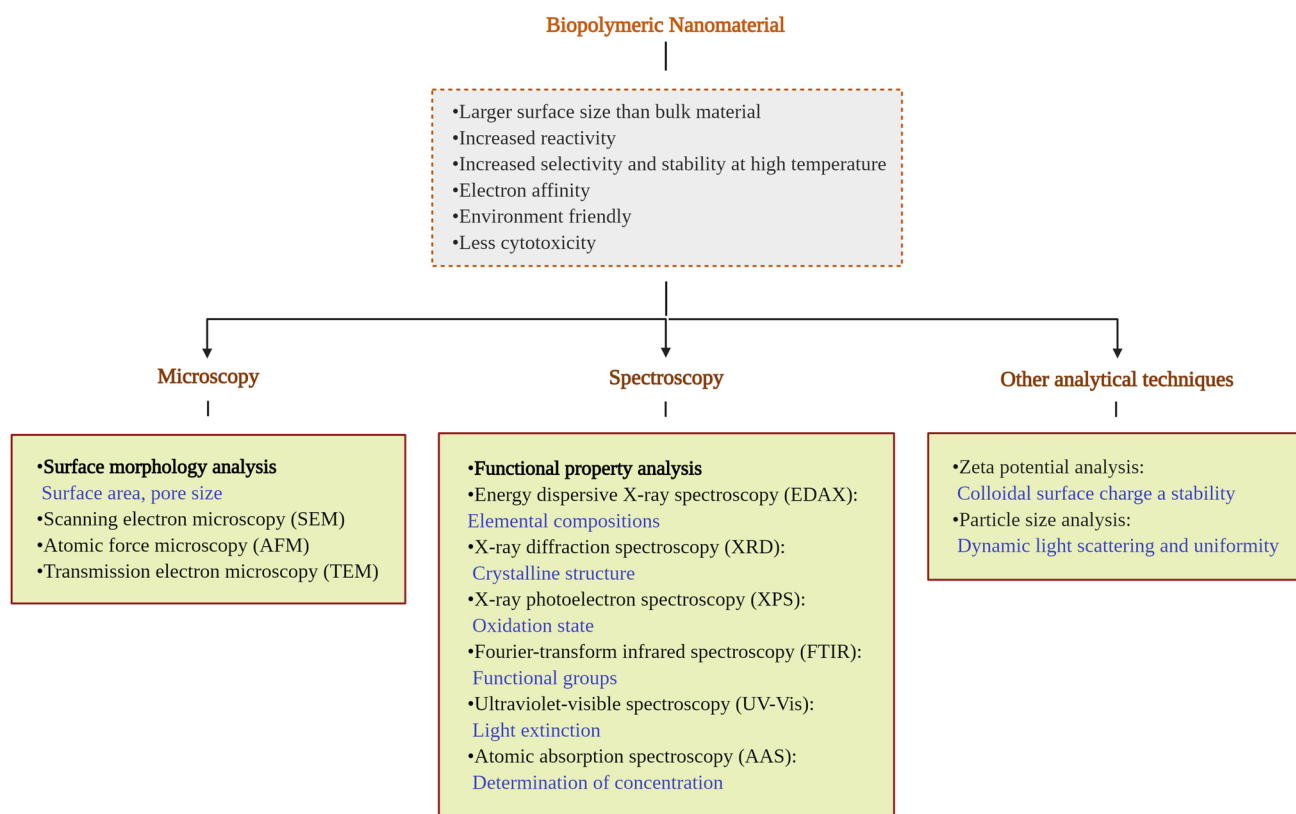 Biopolymeric Nanomaterial
•Larger surface size than bulk material
•Increased reactivity
•Increased selectivity and stability at high temperature
•Electron affinity
•Environment friendly
•Less cytotoxicity
Microscopy
•Surface morphology analysis
Surface area, pore size
•Scanning electron microscopy (SEM)
•Atomic force microscopy (AFM)
•Transmission electron microscopy (TEM)
Spectroscopy
•Functional property analysis
•Energy dispersive X-ray spectroscopy (EDAX):
Elemental compositions
•X-ray diffraction spectroscopy (XRD):
Crystalline structure
•X-ray photoelectron spectroscopy (XPS):
Oxidation state
•Fourier-transform infrared spectroscopy (FTIR):
Functional groups
•Ultraviolet-visible spectroscopy (UV-Vis):
Light extinction
•Atomic absorption spectroscopy (AAS):
Determination of concentration
Other analytical techniques
•Zeta potential analysis:
Colloidal surface charge a stability
•Particle size analysis:
Dynamic light scattering and uniformity